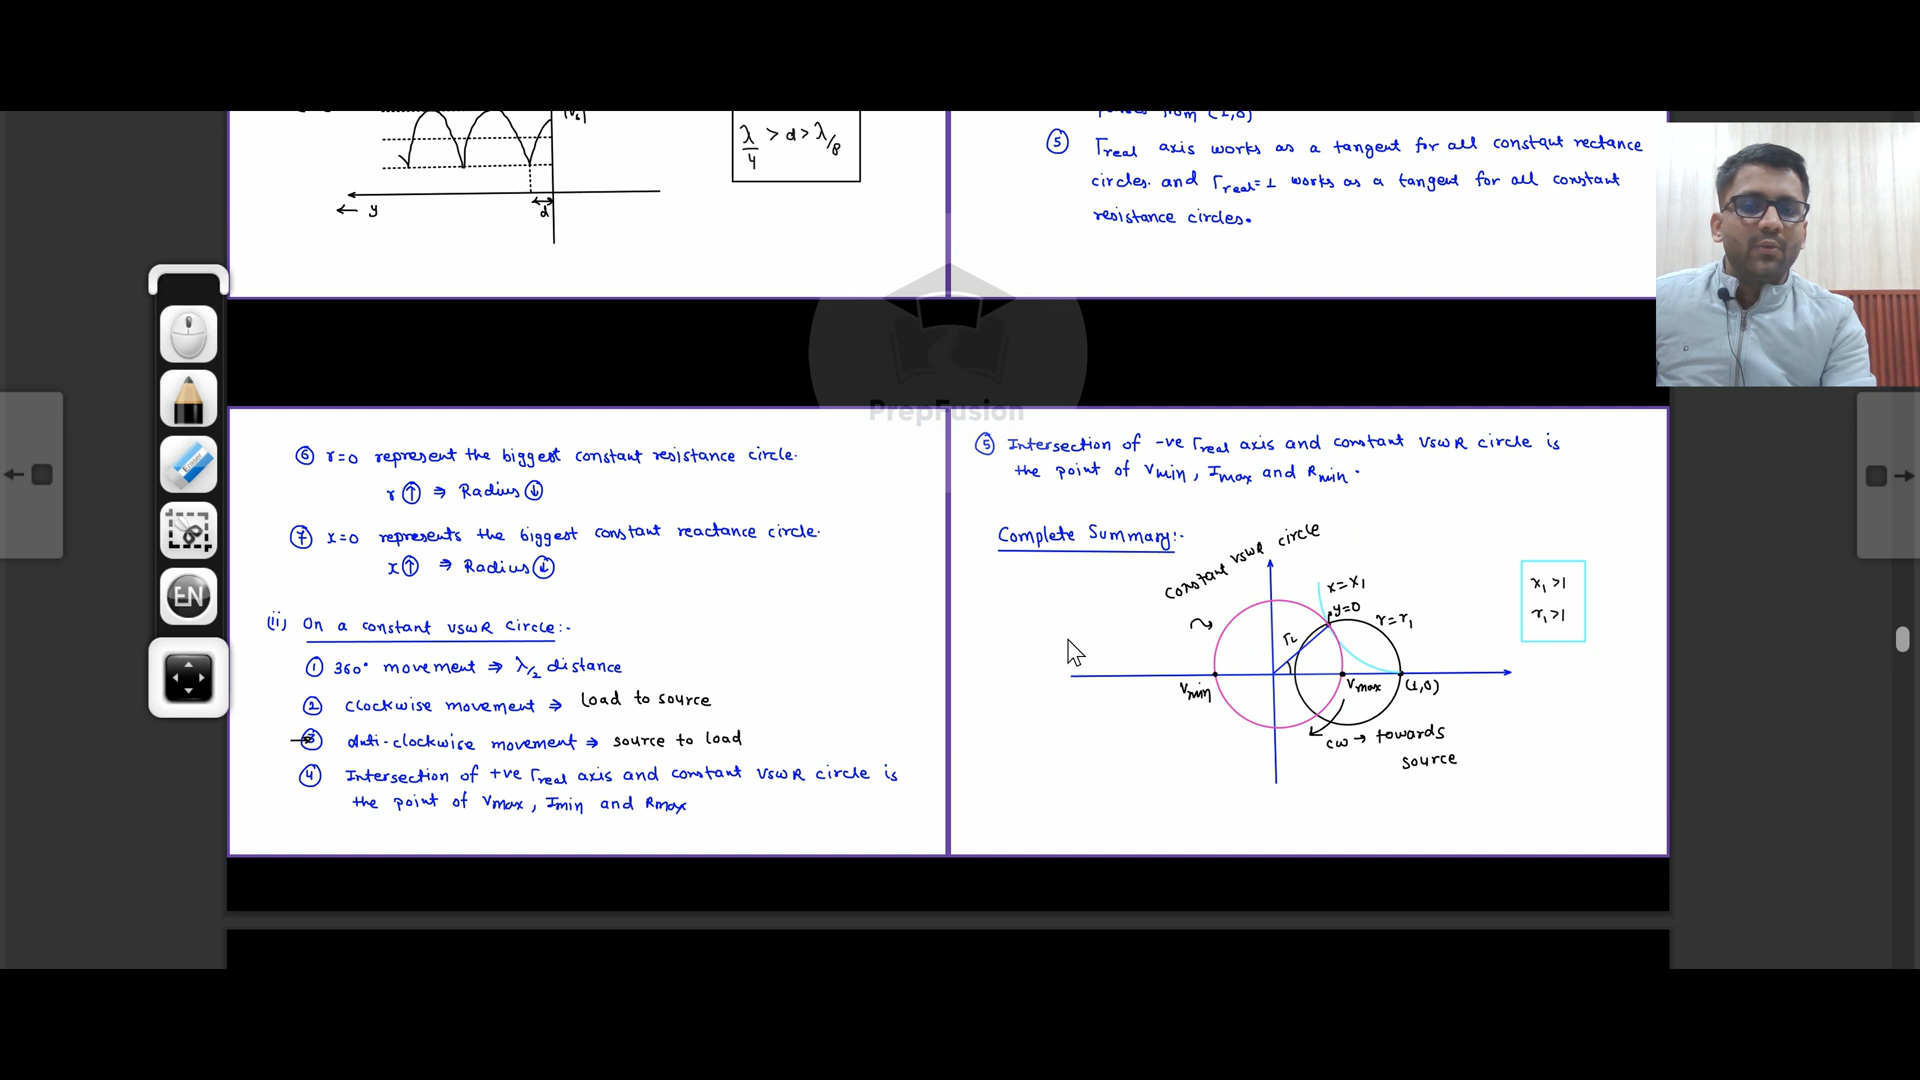 |Vs|
λ/4 > d > λ/8
← y
d
(1,0)
⑤ Γreal axis works as a tangent for all constant rectance
circles. and Γreal=1 works as a tangent for all constant
resistance circles.
PrepFusion
⑥ r=0 represent the biggest constant resistance circle.
r↑ ⇒ Radius↓
⑦ x=0 represents the biggest constant reactance circle.
x↑ ⇒ Radius↓
(ii) On a constant VSWR circle:-
① 360° movement ⇒ λ/2 distance
② Clockwise movement ⇒ load to source
③ Anti-clockwise movement ⇒ source to load
④ Intersection of +ve Γreal axis and constant VSWR circle is
the point of Vmax, Imin and Rmax
⑤ Intersection of -ve Γreal axis and constant VSWR circle is
the point of Vmin, Imax and Rmin.
Complete Summary:-
constant VSWR circle
x=x1
y=0
r=r1
ΓL
Vmin
Vmax
(1,0)
cw → towards
source
x1 >1
r1 >1
Eraser
EN